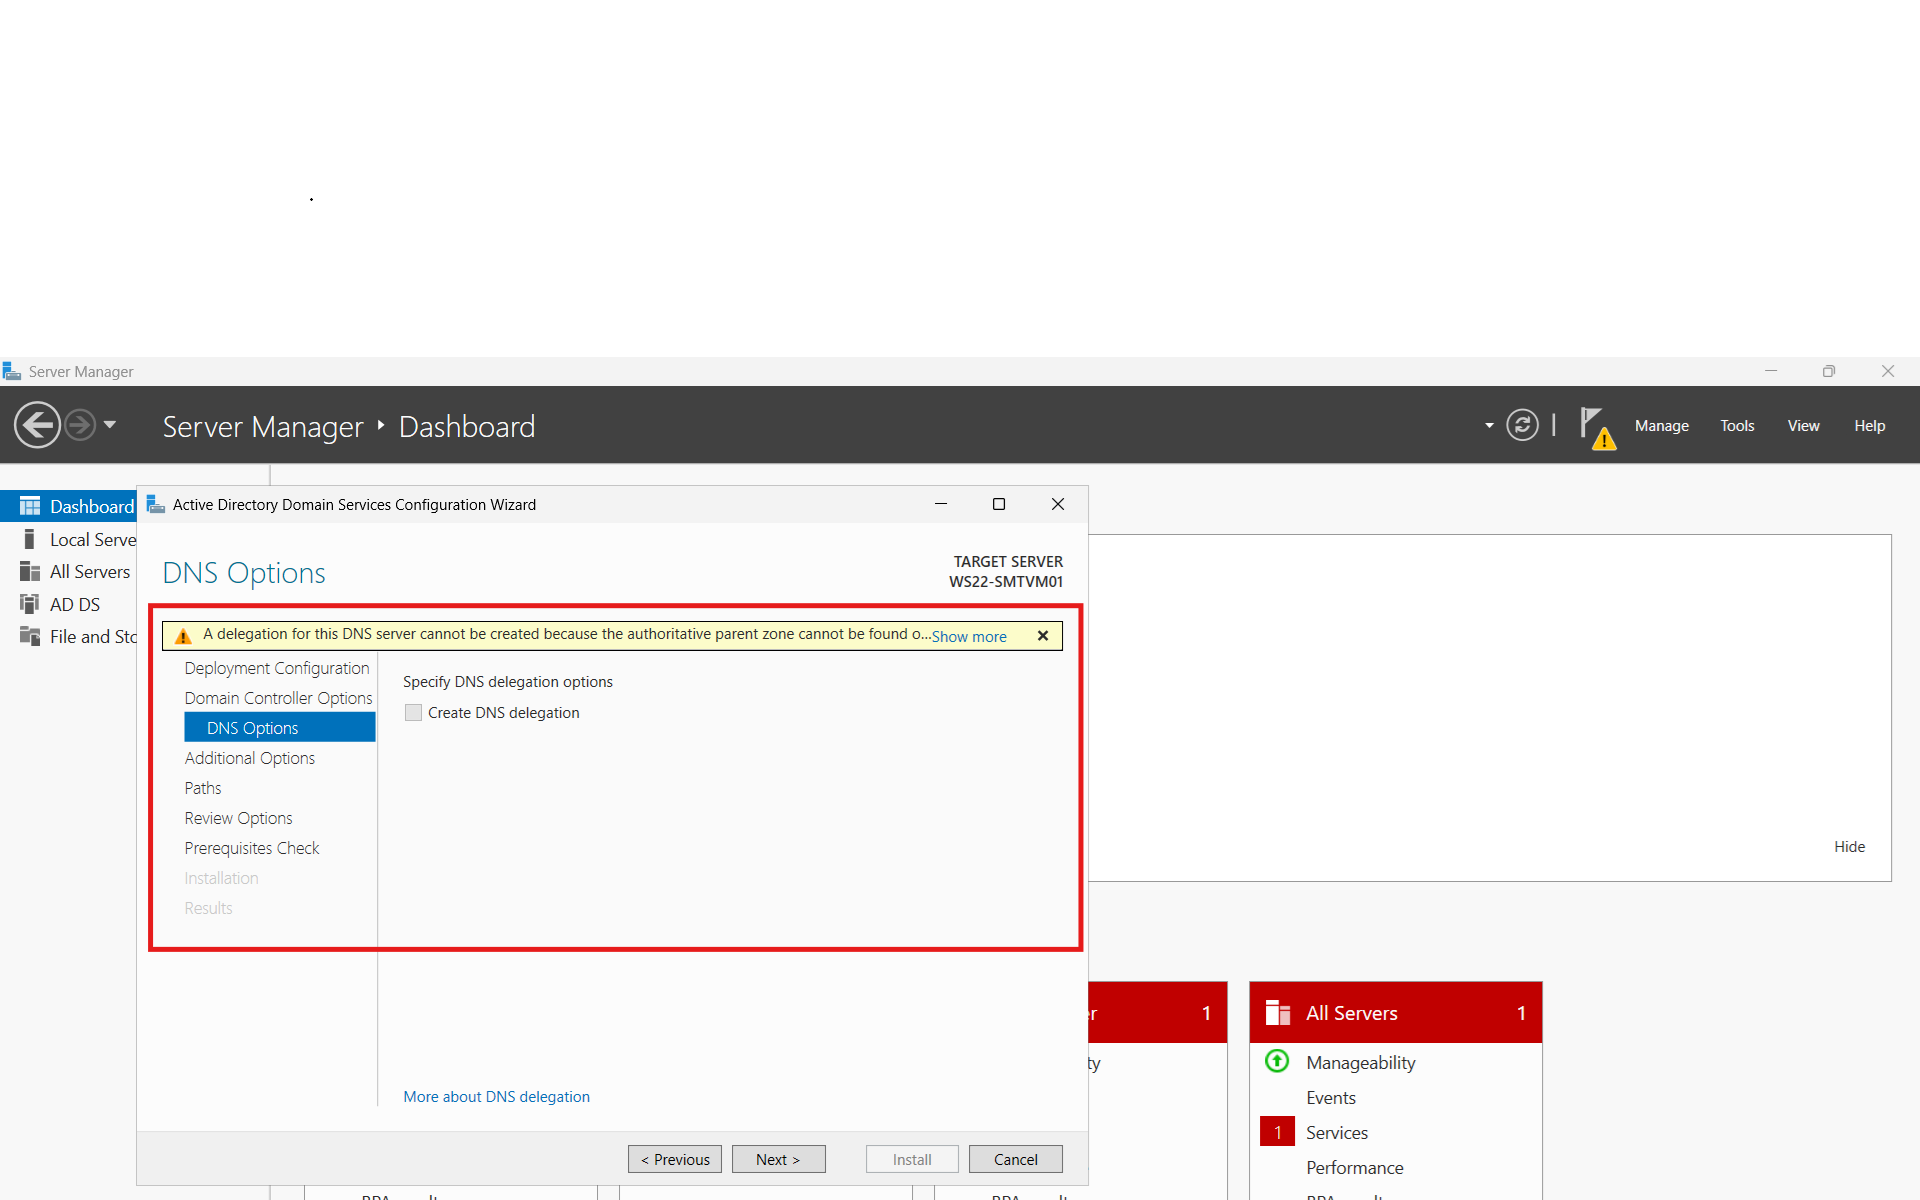 Server Manager
Server Manager ‣ Dashboard
Manage Tools View Help
Dashboard
Local Serve
All Servers
AD DS
File and Sto
Active Directory Domain Services Configuration Wizard
DNS Options
TARGET SERVER
WS22-SMTVM01
A delegation for this DNS server cannot be created because the authoritative parent zone cannot be found o...Show more
Deployment Configuration
Domain Controller Options
DNS Options
Additional Options
Paths
Review Options
Prerequisites Check
Installation
Results
Specify DNS delegation options
Create DNS delegation
More about DNS delegation
< Previous Next > Install Cancel
Hide
er 1
ty
All Servers 1
Manageability
Events
1 Services
Performance